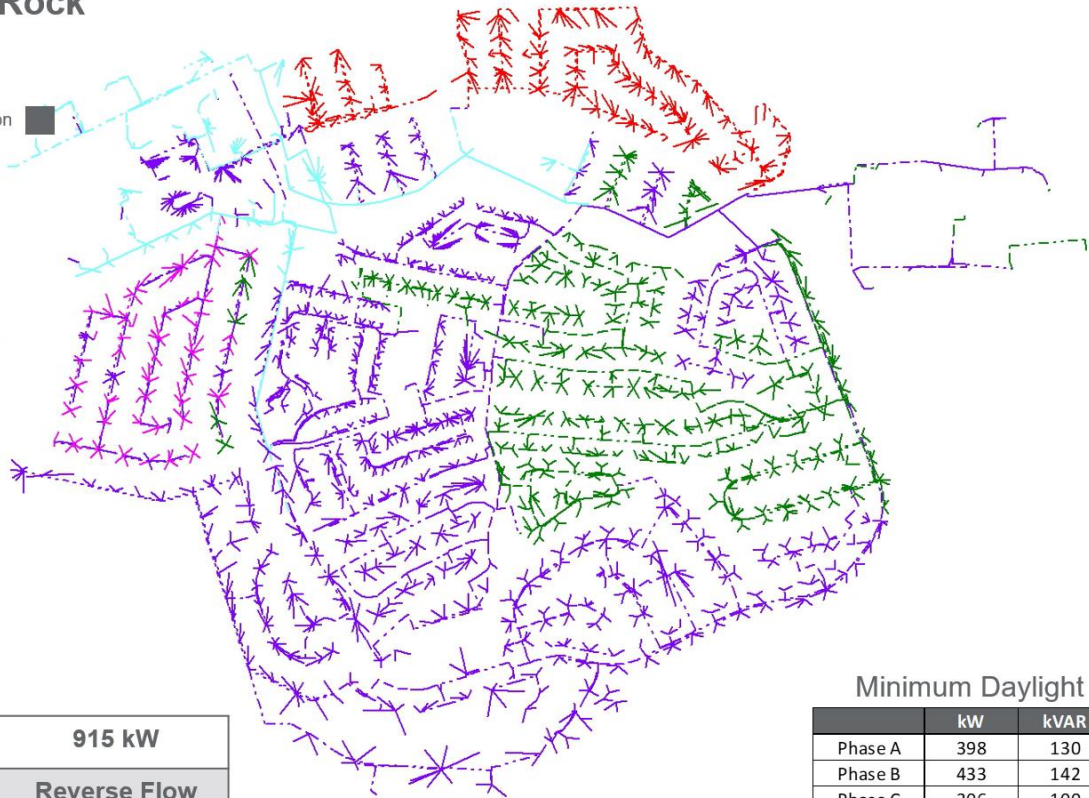 Rock
on
915 kW
Reverse Flow
Minimum Daylight
kW kVAR
Phase A 398 130
Phase B 433 142